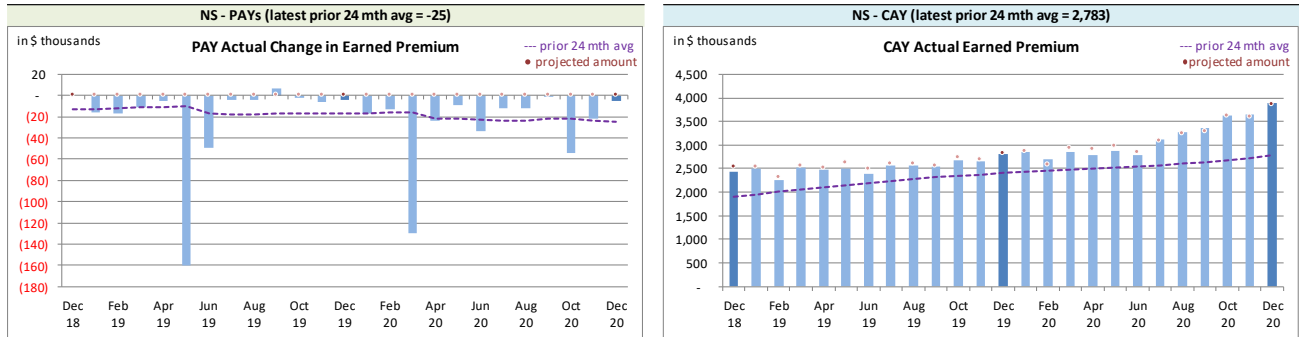 NS - PAYs (latest prior 24 mth avg = -25)
in $ thousands
PAY Actual Change in Earned Premium
--- prior 24 mth avg
• projected amount
20
-
(20)
(40)
(60)
(80)
(100)
(120)
(140)
(160)
(180)
Dec Feb Apr Jun Aug Oct Dec Feb Apr Jun Aug Oct Dec
18 19 19 19 19 19 19 20 20 20 20 20 20
NS - CAY (latest prior 24 mth avg = 2,783)
in $ thousands
CAY Actual Earned Premium
--- prior 24 mth avg
• projected amount
4,500
4,000
3,500
3,000
2,500
2,000
1,500
1,000
500
-
Dec Feb Apr Jun Aug Oct Dec Feb Apr Jun Aug Oct Dec
18 19 19 19 19 19 19 20 20 20 20 20 20